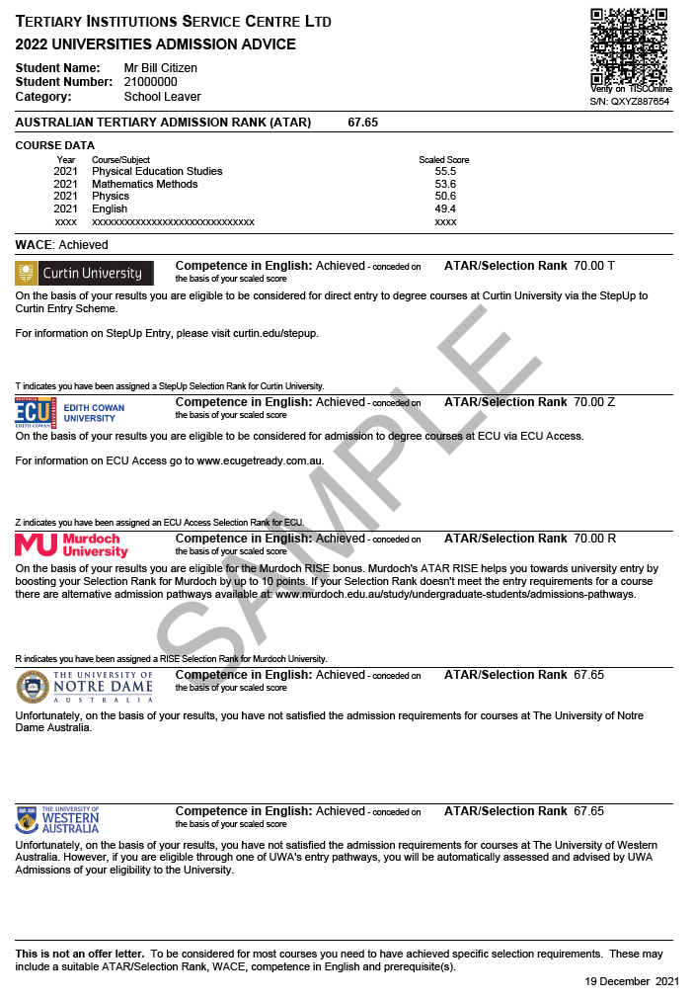 TERTIARY INSTITUTIONS SERVICE CENTRE LTD
2022 UNIVERSITIES ADMISSION ADVICE
Student Name: Mr Bill Citizen
Student Number: 21000000
Category: School Leaver
Verify on TISCOnline
S/N: QXYZ887654
AUSTRALIAN TERTIARY ADMISSION RANK (ATAR) 67.65
COURSE DATA
Year Course/Subject Scaled Score
2021 Physical Education Studies 55.5
2021 Mathematics Methods 53.6
2021 Physics 50.6
2021 English 49.4
xxxx xxxxxxxxxxxxxxxxxxxxxxxxxxxxxx xxxx
WACE: Achieved
Curtin University Competence in English: Achieved - conceded on ATAR/Selection Rank 70.00 T
the basis of your scaled score
On the basis of your results you are eligible to be considered for direct entry to degree courses at Curtin University via the StepUp to
Curtin Entry Scheme.
For information on StepUp Entry, please visit curtin.edu/stepup.
T indicates you have been assigned a StepUp Selection Rank for Curtin University.
ECU EDITH COWAN UNIVERSITY Competence in English: Achieved - conceded on ATAR/Selection Rank 70.00 Z
EDITH COWAN the basis of your scaled score
On the basis of your results you are eligible to be considered for admission to degree courses at ECU via ECU Access.
For information on ECU Access go to www.ecugetready.com.au.
Z indicates you have been assigned an ECU Access Selection Rank for ECU.
MU Murdoch University Competence in English: Achieved - conceded on ATAR/Selection Rank 70.00 R
the basis of your scaled score
On the basis of your results you are eligible for the Murdoch RISE bonus. Murdoch's ATAR RISE helps you towards university entry by
boosting your Selection Rank for Murdoch by up to 10 points. If your Selection Rank doesn't meet the entry requirements for a course
there are alternative admission pathways available at: www.murdoch.edu.au/study/undergraduate-students/admissions-pathways.
R indicates you have been assigned a RISE Selection Rank for Murdoch University.
THE UNIVERSITY OF NOTRE DAME AUSTRALIA Competence in English: Achieved - conceded on ATAR/Selection Rank 67.65
the basis of your scaled score
Unfortunately, on the basis of your results, you have not satisfied the admission requirements for courses at The University of Notre
Dame Australia.
THE UNIVERSITY OF WESTERN AUSTRALIA Competence in English: Achieved - conceded on ATAR/Selection Rank 67.65
the basis of your scaled score
Unfortunately, on the basis of your results, you have not satisfied the admission requirements for courses at The University of Western
Australia. However, if you are eligible through one of UWA's entry pathways, you will be automatically assessed and advised by UWA
Admissions of your eligibility to the University.
This is not an offer letter. To be considered for most courses you need to have achieved specific selection requirements. These may
include a suitable ATAR/Selection Rank, WACE, competence in English and prerequisite(s).
19 December 2021
SAMPLE